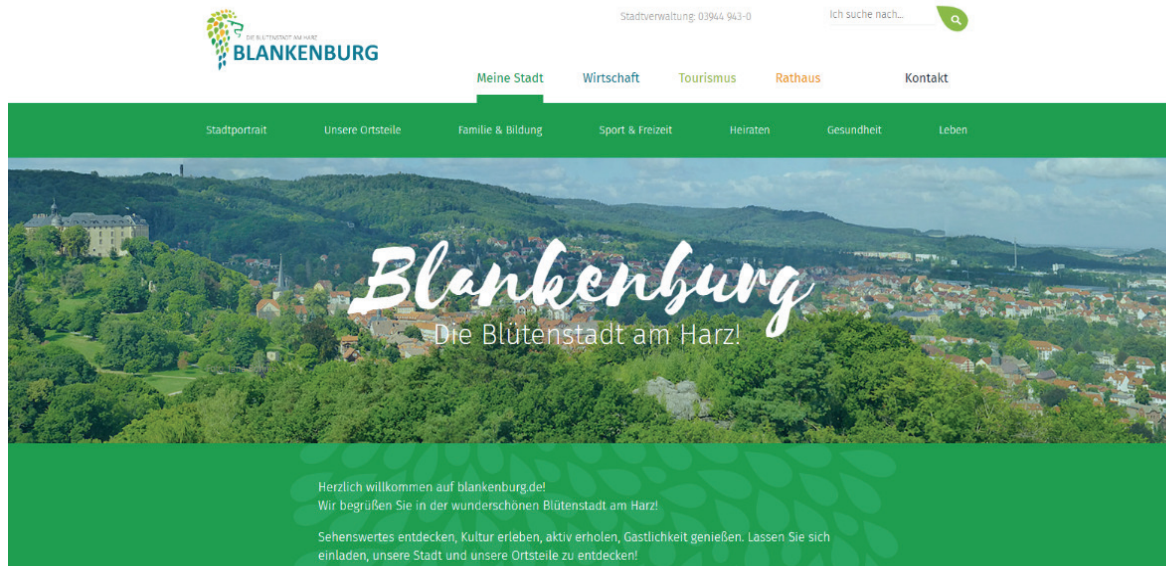 Stadtverwaltung: 03944 943-0
Ich suche nach...
DIE BLÜTENSTADT AM HARZ
BLANKENBURG
Meine Stadt Wirtschaft Tourismus Rathaus Kontakt
Stadtportrait Unsere Ortsteile Familie & Bildung Sport & Freizeit Heiraten Gesundheit Leben
Blankenburg
Die Blütenstadt am Harz!
Herzlich willkommen auf blankenburg.de!
Wir begrüßen Sie in der wunderschönen Blütenstadt am Harz!
Sehenswertes entdecken, Kultur erleben, aktiv erholen, Gastlichkeit genießen. Lassen Sie sich
einladen, unsere Stadt und unsere Ortsteile zu entdecken!